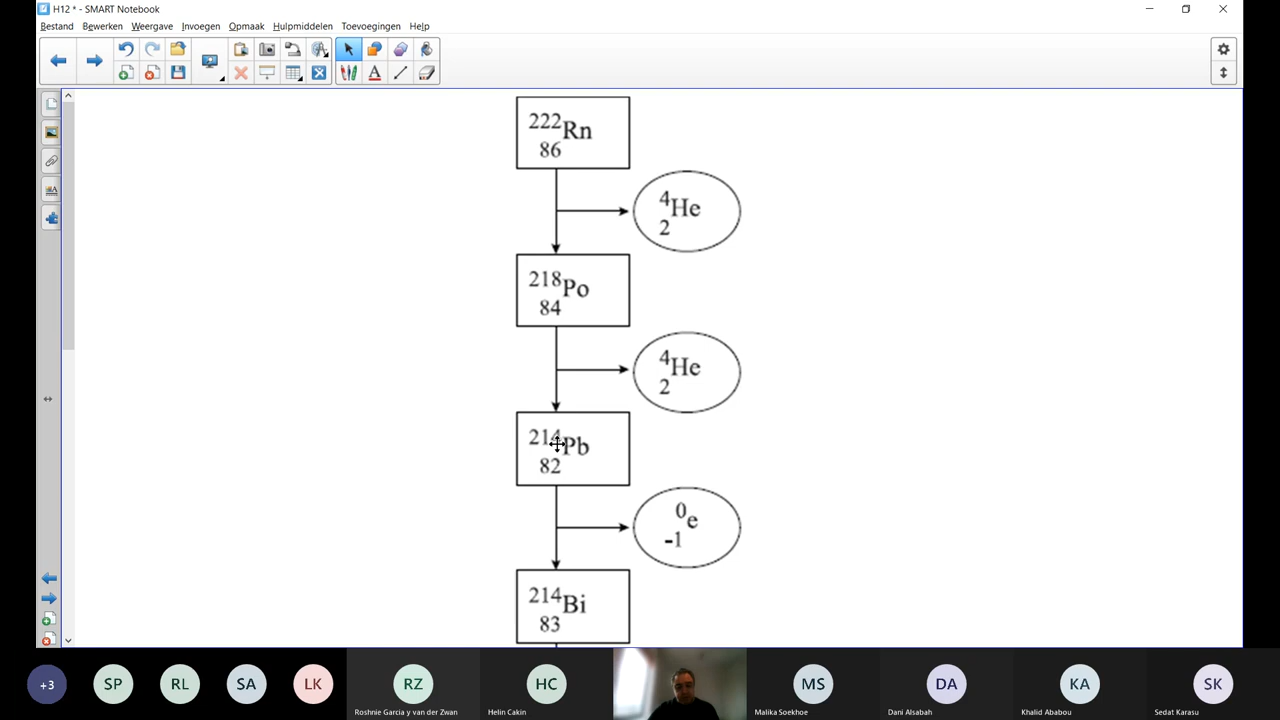 H12 * - SMART Notebook
Bestand Bewerken Weergave Invoegen Opmaak Hulpmiddelen Toevoegingen Help
222
Rn
86
4
He
2
218
Po
84
4
He
2
214
Pb
82
0
e
-1
214
Bi
83
+3 SP RL SA LK RZ HC MS DA KA SK
Roshnie Garcia y van der Zwan Helin Cakin Malika Soekhoe Dani Alsabah Khalid Ababou Sedat Karasu